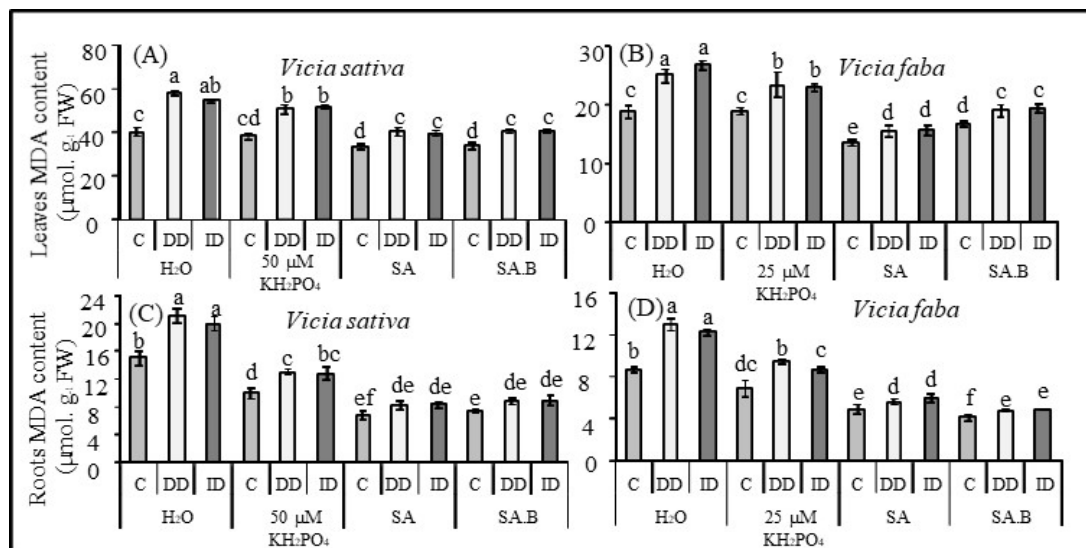 (A)
Vicia sativa
Leawes MDA content
(µmol. g-1 FW)
80
60
40
20
0
c a ab cd b b d c c d c c
C DD ID C DD ID C DD ID C DD ID
H2O 50 µM KH2PO4 SA SA.B
(B)
Vicia faba
30
20
10
0
c a a c b b e d d d c c
C DD ID C DD ID C DD ID C DD ID
H2O 25 µM KH2PO4 SA SA.B
(C)
Vicia sativa
Roots MDA content
(µmol. g-1 FW)
24
20
16
12
8
4
0
b a a d c bc ef de de e de de
C DD ID C DD ID C DD ID C DD ID
H2O 50 µM KH2PO4 SA SA.B
(D)
Vicia faba
16
12
8
4
0
b a a dc b c e d d f e e
C DD ID C DD ID C DD ID C DD ID
H2O 25 µM KH2PO4 SA SA.B